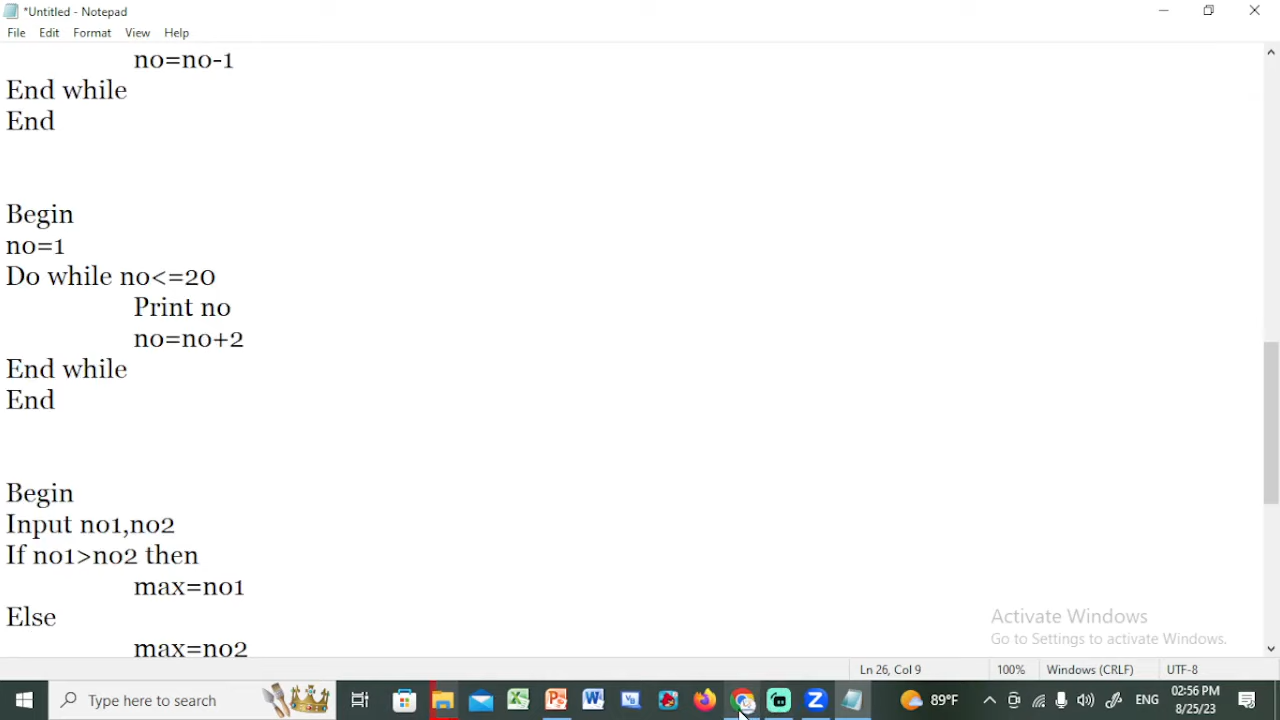 *Untitled - Notepad
File Edit Format View Help
no=no-1
End while
End
Begin
no=1
Do while no<=20
Print no
no=no+2
End while
End
Begin
Input no1,no2
If no1>no2 then
max=no1
Else
max=no2
Activate Windows
Go to Settings to activate Windows.
Ln 26, Col 9 100% Windows (CRLF) UTF-8
Type here to search 89°F ENG 02:56 PM
8/25/23